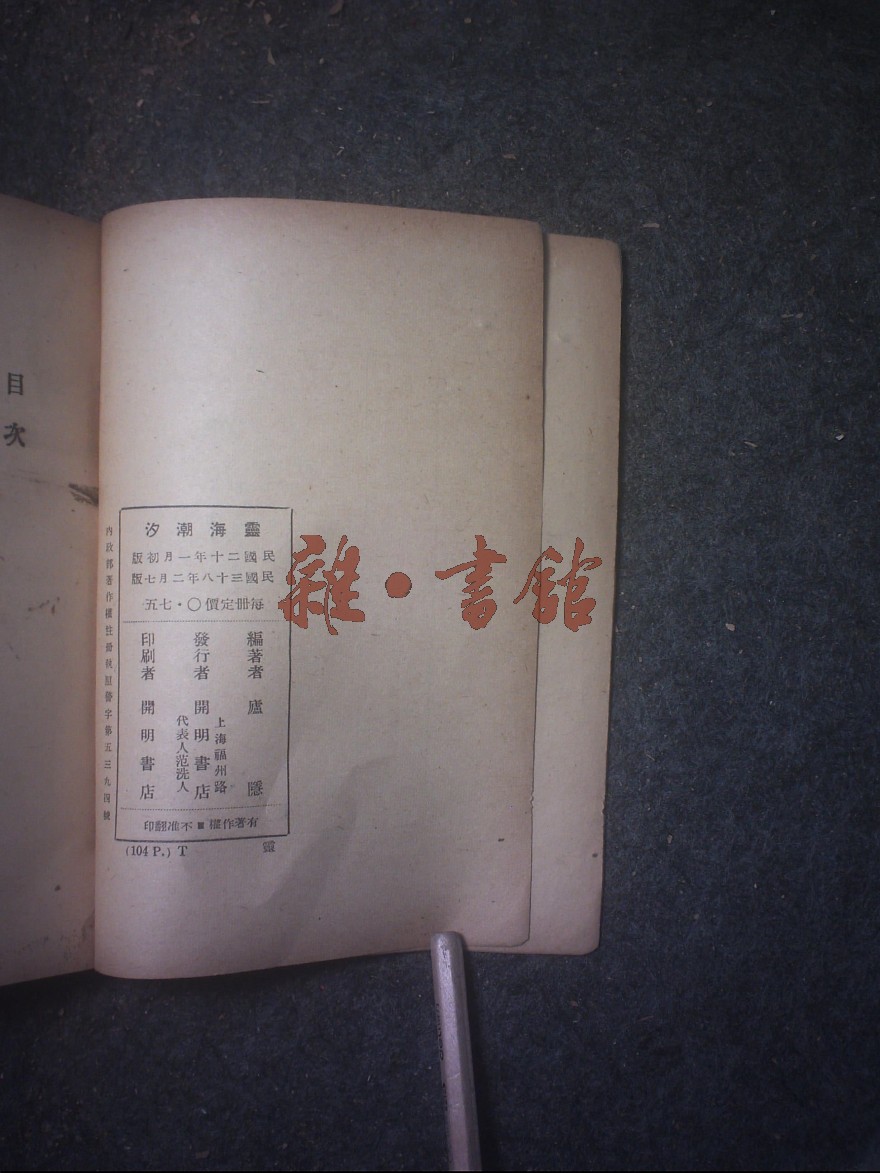 靈海潮汐
民國二十年一月初版
民國三十八年二月七版
每冊定價〇·七五
編著者 廬隱
發行者 開明書店
上海福州路
代表人范洗人
印刷者 開明書店
有著作權 不准翻印
(104 P.) T
靈
內政部著作權註冊執照警字第五三九四號
目次
雜·書館